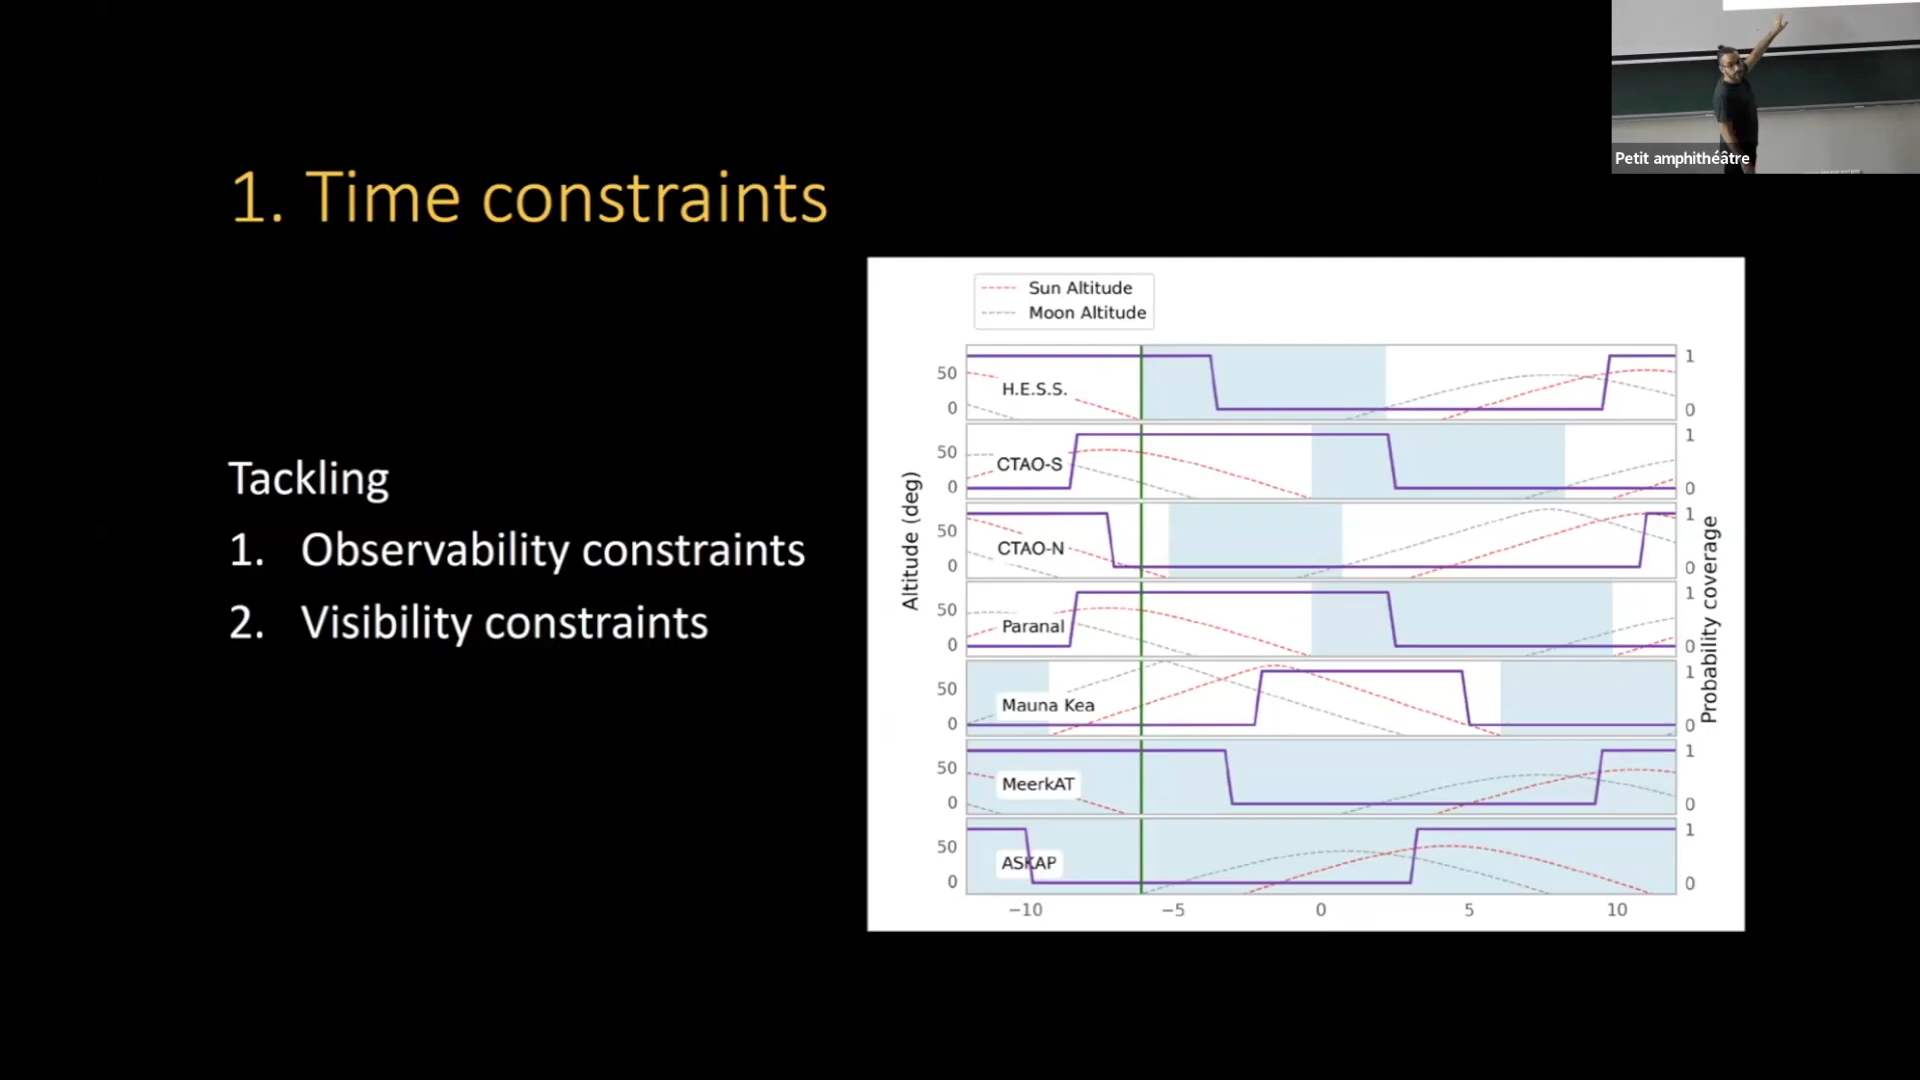 Petit amphithéâtre
1. Time constraints
Tackling
1. Observability constraints
2. Visibility constraints
Sun Altitude
Moon Altitude
Altitude (deg)
Probability coverage
50
0
H.E.S.S.
1
0
50
0
CTAO-S
1
0
50
0
CTAO-N
1
0
50
0
Paranal
1
0
50
0
Mauna Kea
1
0
50
0
MeerKAT
1
0
50
0
ASKAP
1
0
−10 −5 0 5 10